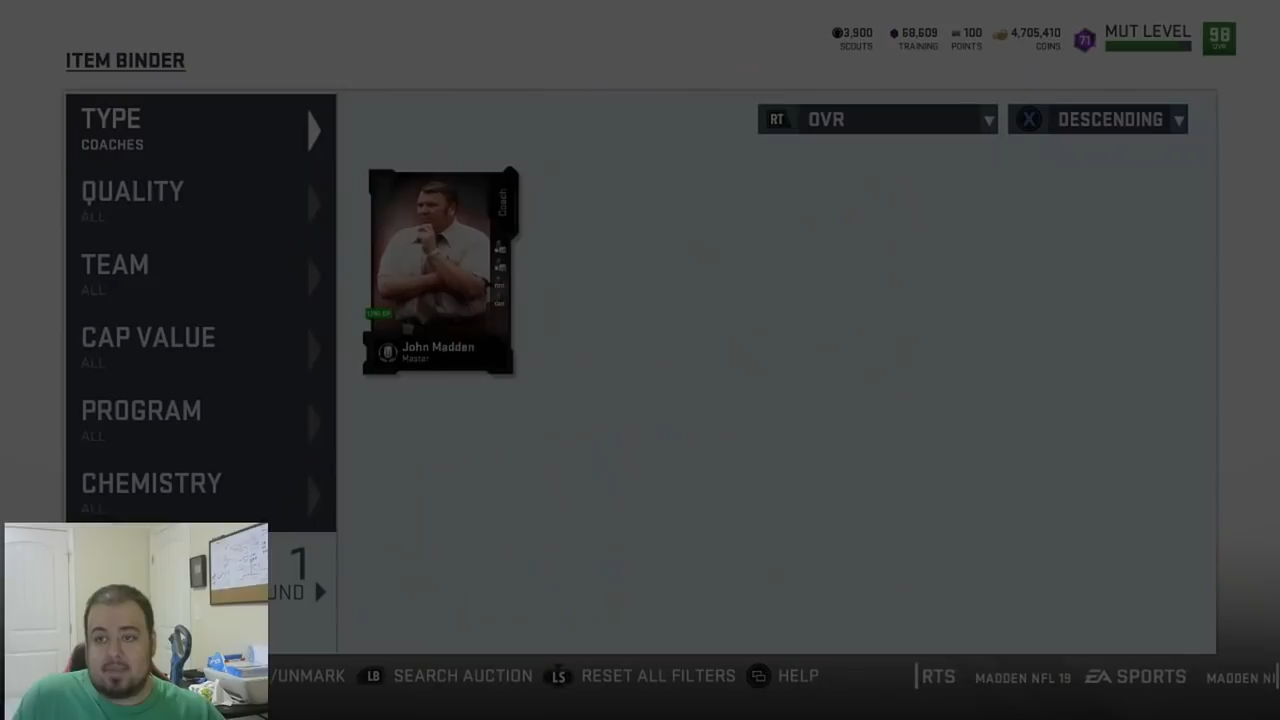 ITEM BINDER
3,900
SCOUTS
68,609
TRAINING
100
POINTS
4,705,410
COINS
71
MUT LEVEL
98
OVR
TYPE
COACHES
RT
OVR
X
DESCENDING
QUALITY
ALL
TEAM
ALL
CAP VALUE
ALL
PROGRAM
ALL
CHEMISTRY
ALL
Coach
LINEUP
John Madden
Master
1
UND
/UNMARK
LB
SEARCH AUCTION
LS
RESET ALL FILTERS
HELP
RTS
MADDEN NFL 19
EA SPORTS
MADDEN N